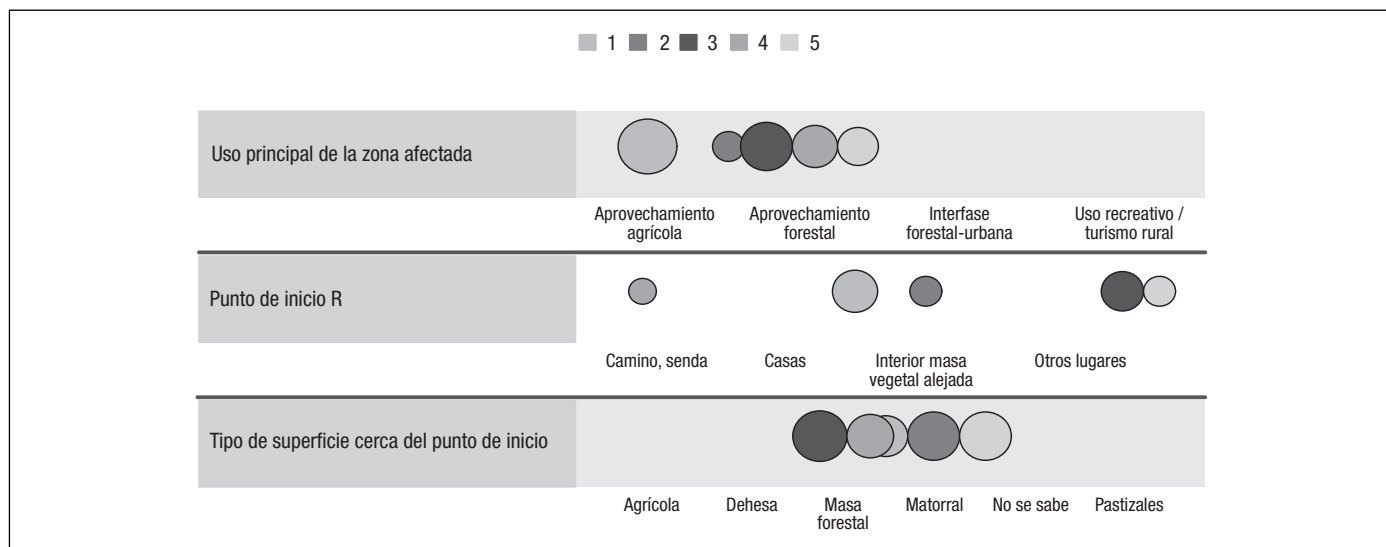 1 2 3 4 5
Uso principal de la zona afectada
Aprovechamiento agrícola
Aprovechamiento forestal
Interfase forestal-urbana
Uso recreativo / turismo rural
Punto de inicio R
Camino, senda
Casas
Interior masa vegetal alejada
Otros lugares
Tipo de superficie cerca del punto de inicio
Agrícola
Dehesa
Masa forestal
Matorral
No se sabe
Pastizales